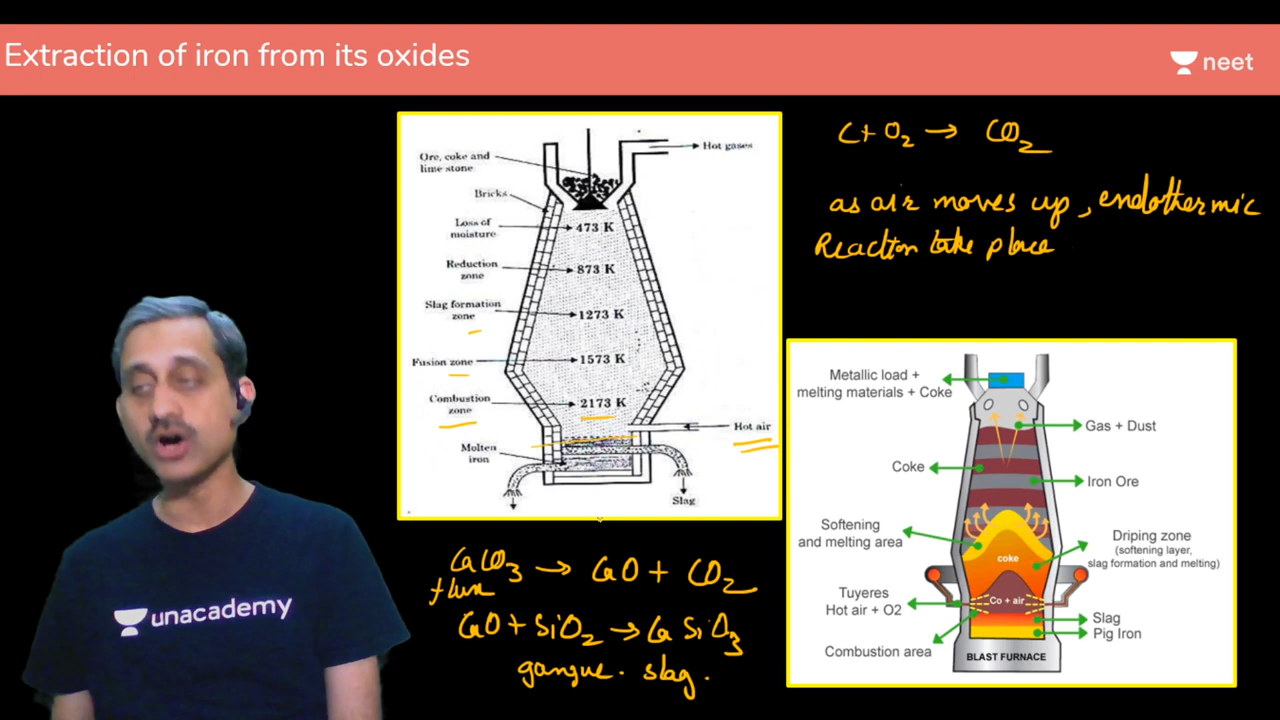 Extraction of iron from its oxides
neet
Ore, coke and
lime stone
Hot gases
Bricks
Loss of
moisture
473 K
Reduction
zone
873 K
Slag formation
zone
1273 K
Fusion zone
1573 K
Combustion
zone
2173 K
Hot air
Molten
iron
Slag
C + O2 → CO2
as air moves up, endothermic
Reaction take place
Metallic load +
melting materials + Coke
Gas + Dust
Coke
Iron Ore
Softening
and melting area
Driping zone
(softening layer,
slag formation and melting)
coke
Tuyeres
Hot air + O2
Co + air
Slag
Pig Iron
Combustion area
BLAST FURNACE
CaCO3 → CaO + CO2
flux
CaO + SiO2 → CaSiO3
gangue. slag.
unacademy